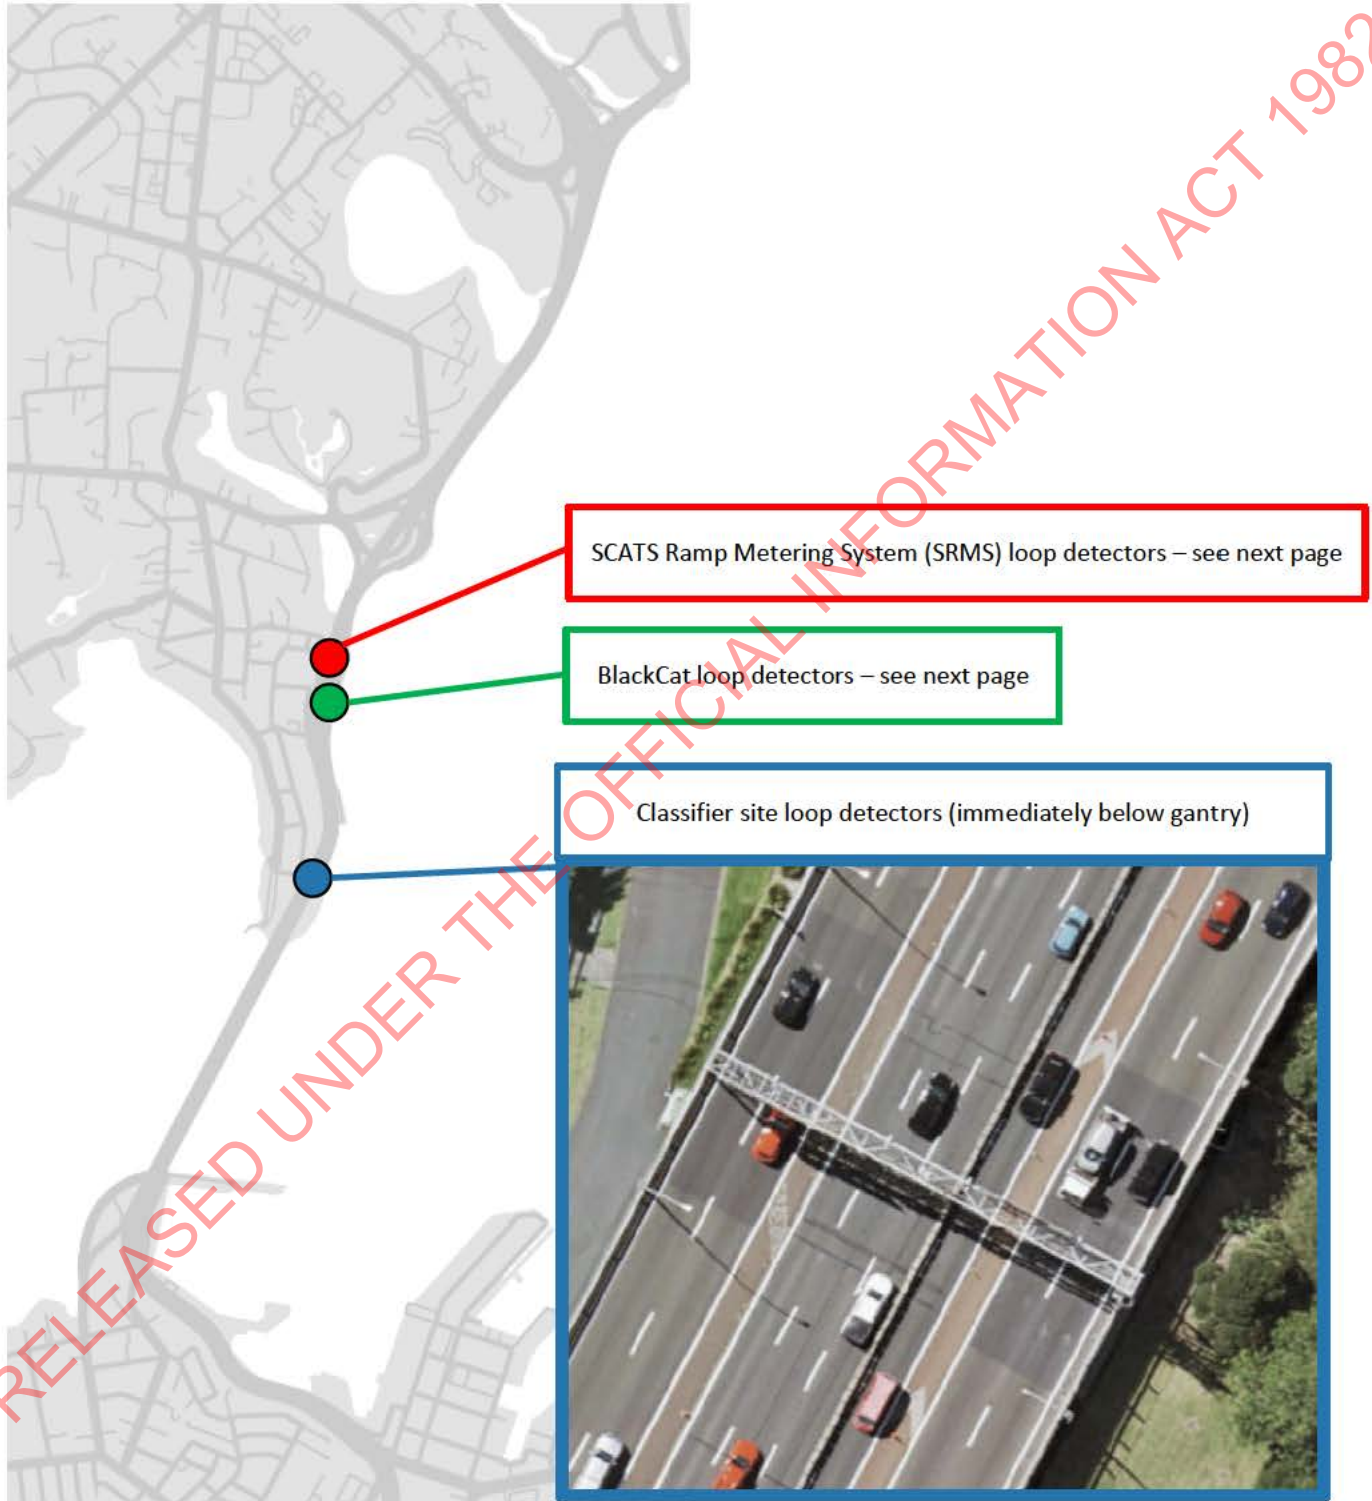 SCATS Ramp Metering System (SRMS) loop detectors – see next page
BlackCat loop detectors – see next page
Classifier site loop detectors (immediately below gantry)
RELEASED UNDER THE OFFICIAL INFORMATION ACT 1982